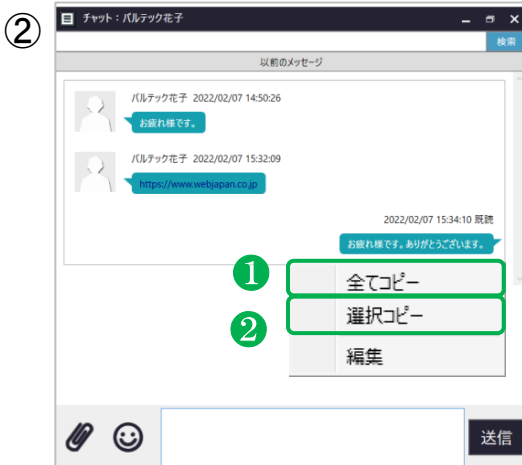 ②
チャット：バルテック花子
検索
以前のメッセージ
バルテック花子 2022/02/07 14:50:26
お疲れ様です。
バルテック花子 2022/02/07 15:32:09
https://www.webjapan.co.jp
2022/02/07 15:34:10 既読
お疲れ様です。ありがとうございます。
❶ 全てコピー
❷ 選択コピー
編集
送信